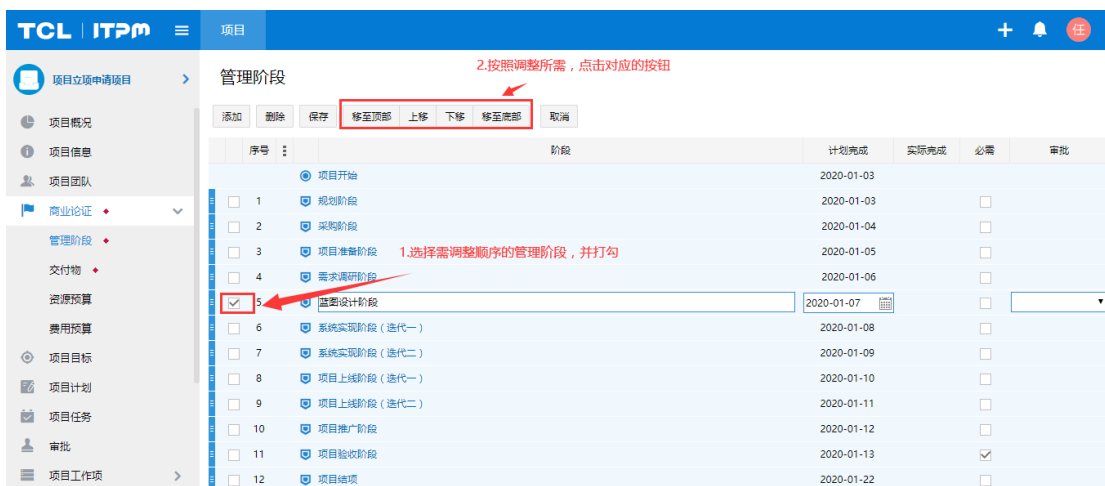 TCL ITPM 项目 任
项目立项申请项目
项目概况
项目信息
项目团队
商业论证
管理阶段
交付物
资源预算
费用预算
项目目标
项目计划
项目任务
审批
项目工作项
管理阶段
2.按照调整所需，点击对应的按钮
添加 删除 保存 移至顶部 上移 下移 移至底部 取消
序号 阶段 计划完成 实际完成 必需 审批
项目开始 2020-01-03
1 规划阶段 2020-01-03
2 采购阶段 2020-01-04
3 项目准备阶段 2020-01-05
1.选择需调整顺序的管理阶段，并打勾
4 需求调研阶段 2020-01-06
5 蓝图设计阶段 2020-01-07
6 系统实现阶段（迭代一） 2020-01-08
7 系统实现阶段（迭代二） 2020-01-09
8 项目上线阶段（迭代一） 2020-01-10
9 项目上线阶段（迭代二） 2020-01-11
10 项目推广阶段 2020-01-12
11 项目验收阶段 2020-01-13
12 项目结项 2020-01-22